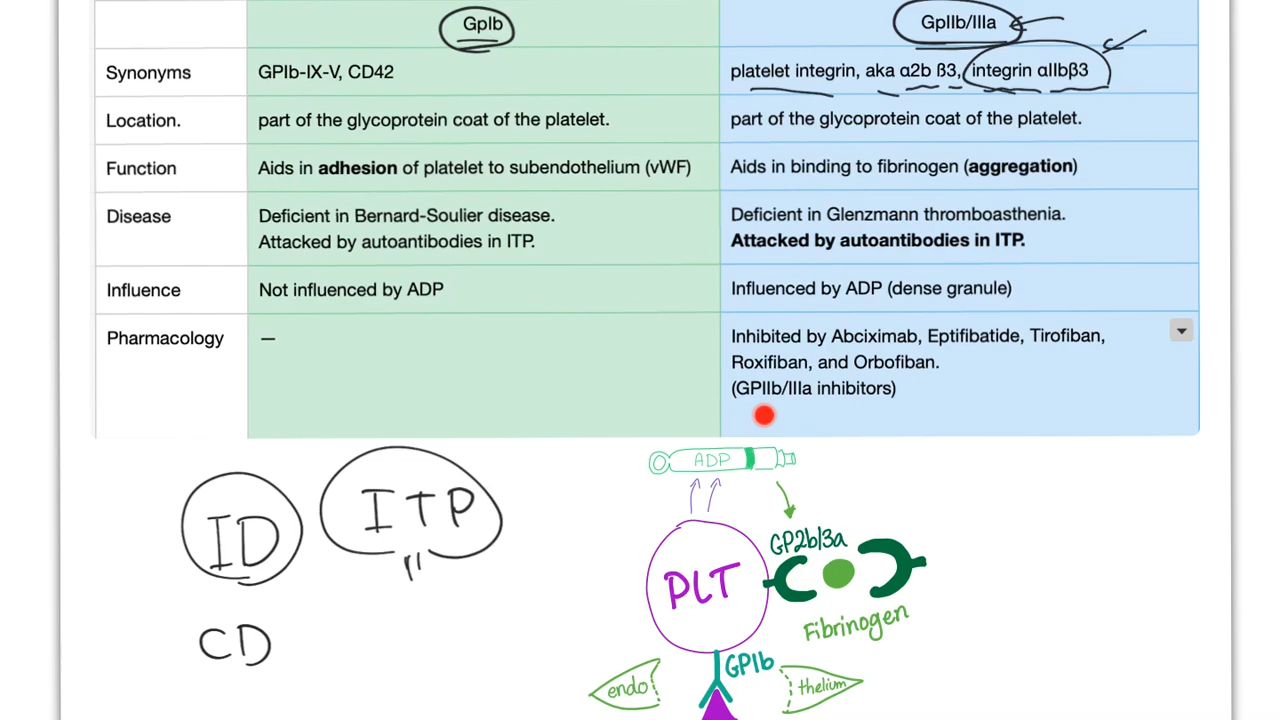 GpIb GpIIb/IIIa
Synonyms GPIb-IX-V, CD42 platelet integrin, aka α2b ß3, integrin αIIbβ3
Location. part of the glycoprotein coat of the platelet. part of the glycoprotein coat of the platelet.
Function Aids in adhesion of platelet to subendothelium (vWF) Aids in binding to fibrinogen (aggregation)
Disease Deficient in Bernard-Soulier disease. Deficient in Glenzmann thromboasthenia.
Attacked by autoantibodies in ITP. Attacked by autoantibodies in ITP.
Influence Not influenced by ADP Influenced by ADP (dense granule)
Pharmacology — Inhibited by Abciximab, Eptifibatide, Tirofiban,
Roxifiban, and Orbofiban.
(GPIIb/IIIa inhibitors)
ID ITP
CD
ADP
GP2b/3a
PLT
Fibrinogen
GP1b
endo thelium